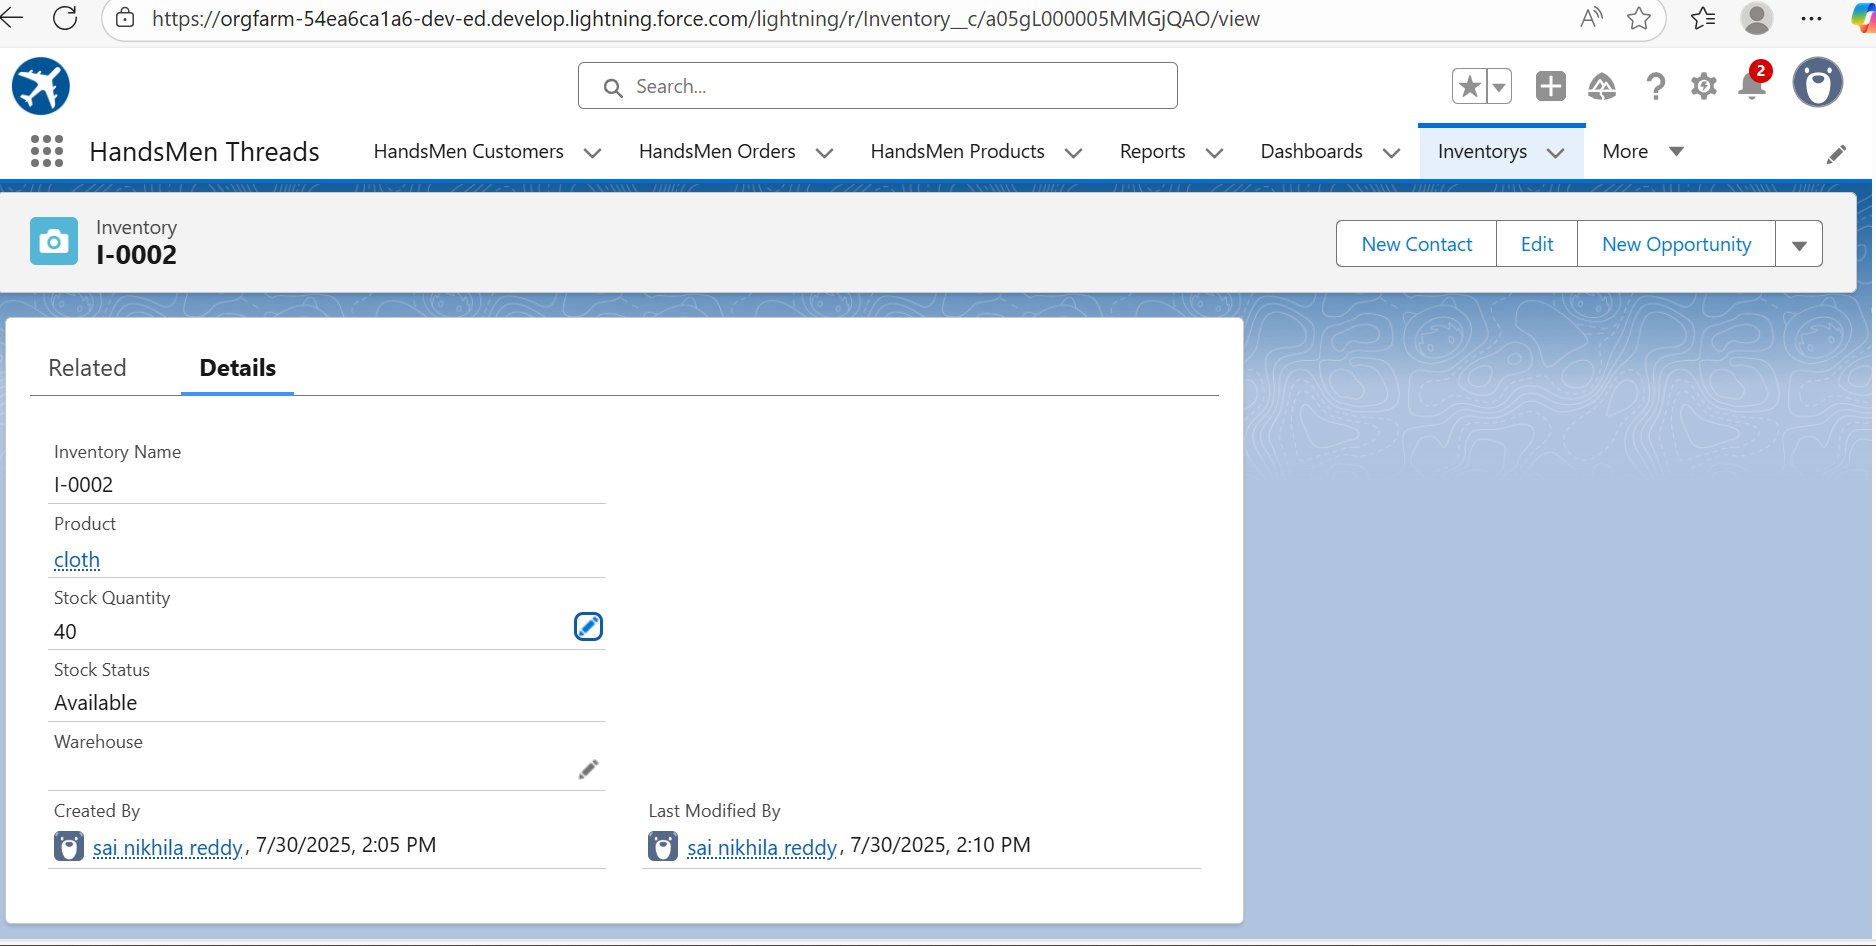 https://orgfarm-54ea6ca1a6-dev-ed.develop.lightning.force.com/lightning/r/Inventory__c/a05gL000005MMGjQAO/view
Search...
2
HandsMen Threads HandsMen Customers HandsMen Orders HandsMen Products Reports Dashboards Inventorys More
Inventory
I-0002
New Contact Edit New Opportunity
Related Details
Inventory Name
I-0002
Product
cloth
Stock Quantity
40
Stock Status
Available
Warehouse
Created By Last Modified By
sai nikhila reddy, 7/30/2025, 2:05 PM sai nikhila reddy, 7/30/2025, 2:10 PM